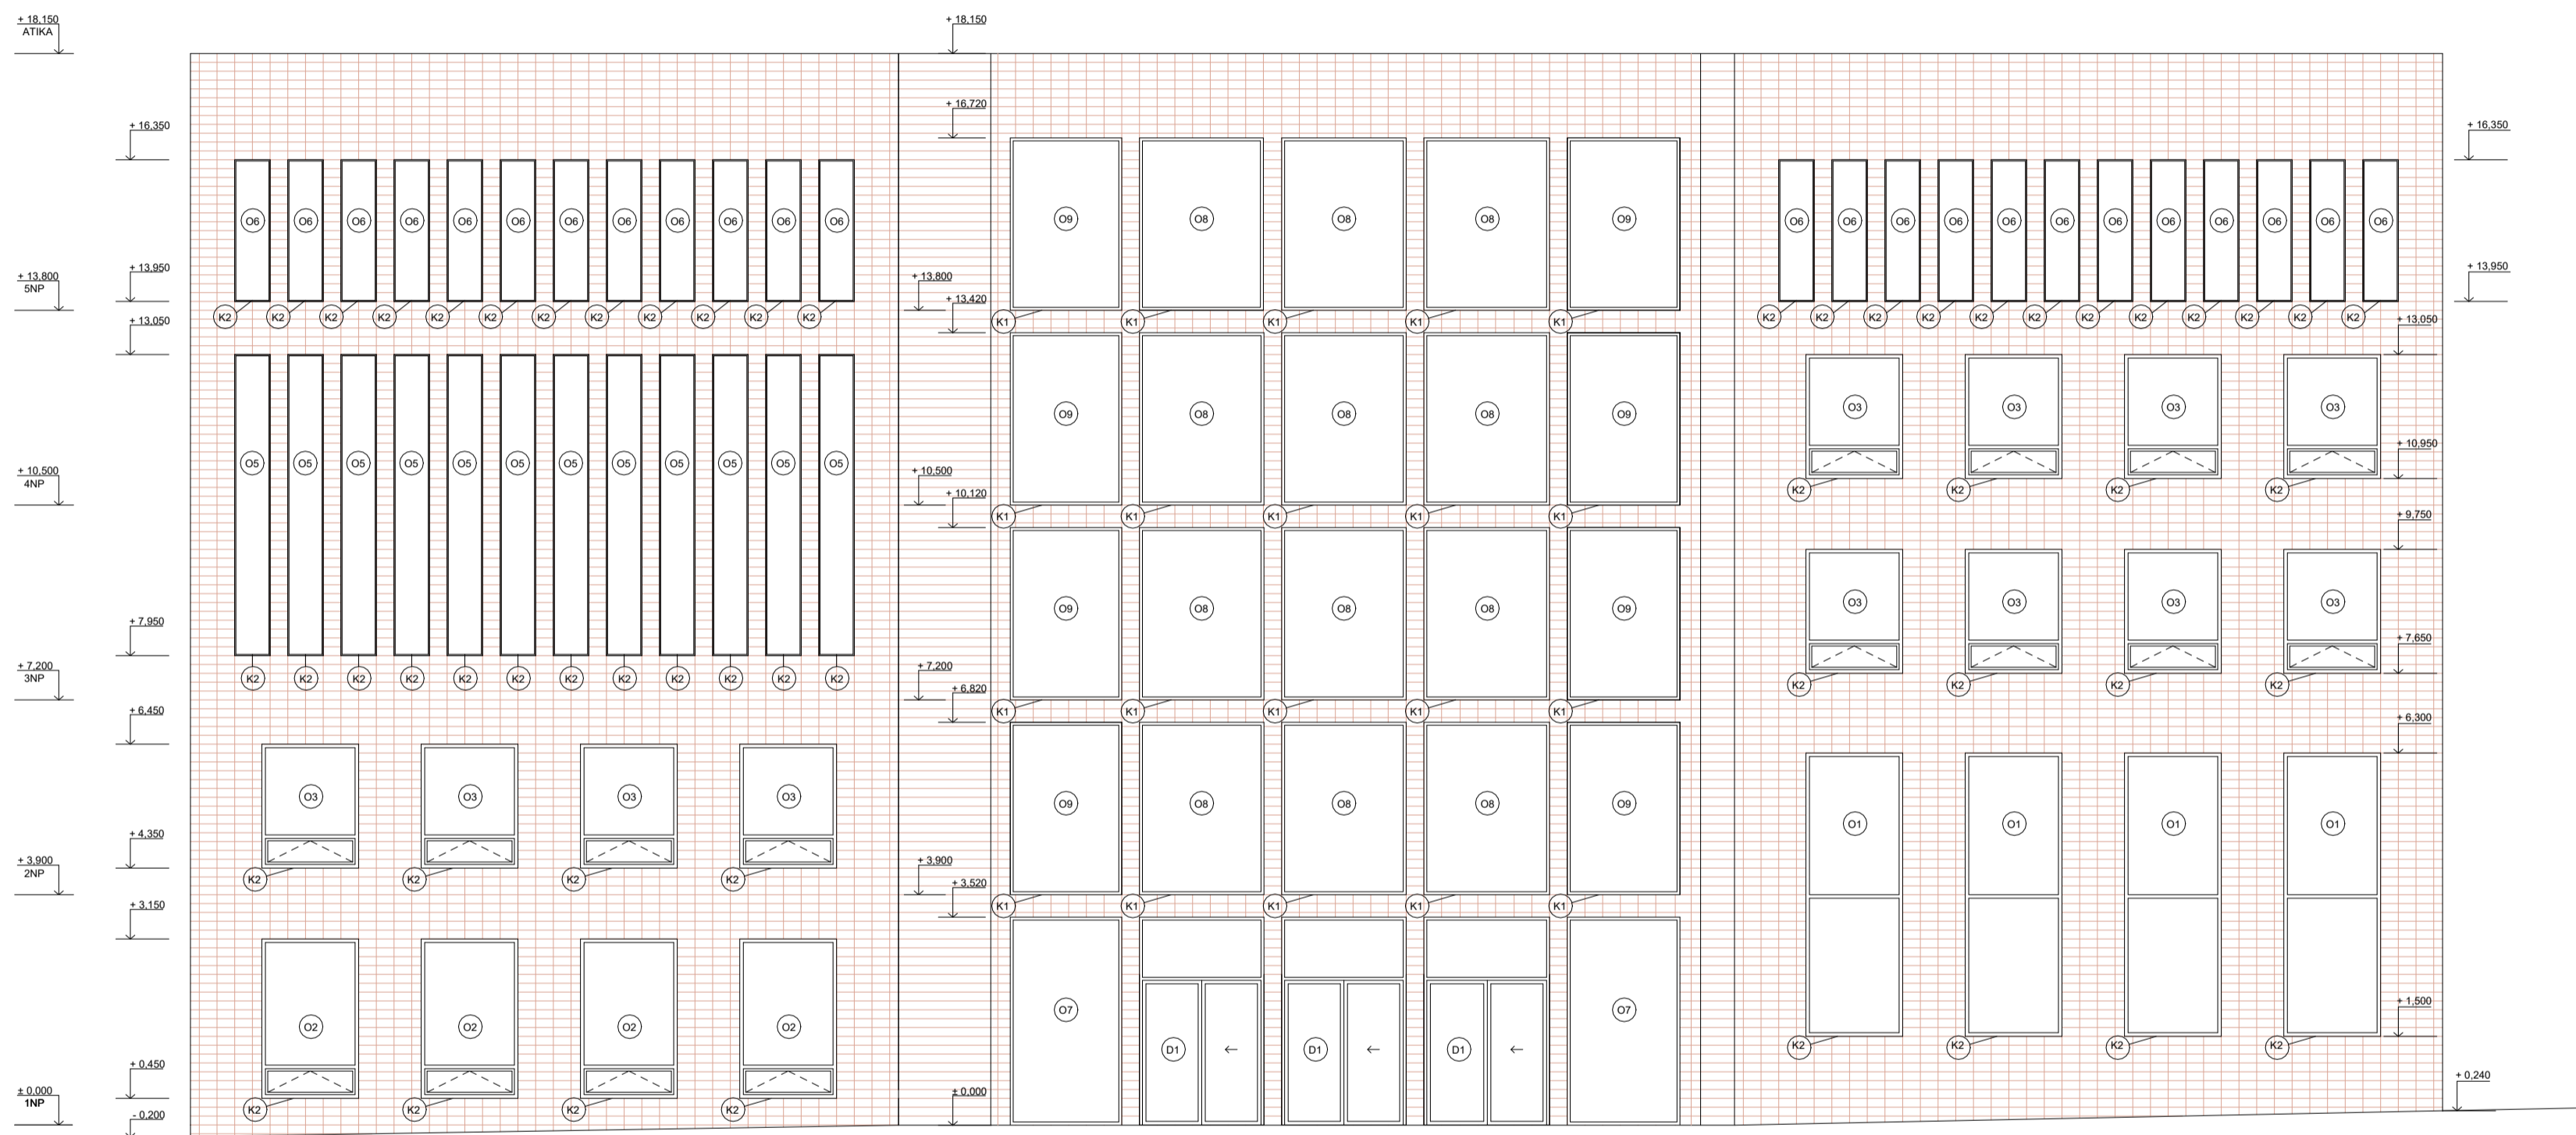 + 18,150
ATIKA
+ 18,150
+ 16,720
+ 16,350
+ 16,350
O6 O6 O6 O6 O6 O6 O6 O6 O6 O6 O6 O6
O9 O8 O8 O8 O9
O6 O6 O6 O6 O6 O6 O6 O6 O6 O6 O6 O6
+ 13,800
5NP
+ 13,950
+ 13,800
+ 13,950
+ 13,420
K2 K2 K2 K2 K2 K2 K2 K2 K2 K2 K2 K2
K1 K1 K1 K1 K1
K2 K2 K2 K2 K2 K2 K2 K2 K2 K2 K2 K2
+ 13,050
+ 13,050
O9 O8 O8 O8 O9
O3 O3 O3 O3
O5 O5 O5 O5 O5 O5 O5 O5 O5 O5 O5 O5
+ 10,950
+ 10,500
4NP
+ 10,500
+ 10,120
K2 K2 K2 K2
K1 K1 K1 K1 K1
+ 9,750
O9 O8 O8 O8 O9
O3 O3 O3 O3
+ 7,950
+ 7,650
+ 7,200
3NP
+ 7,200
K2 K2 K2 K2 K2 K2 K2 K2 K2 K2 K2 K2
K2 K2 K2 K2
+ 6,820
K1 K1 K1 K1 K1
+ 6,450
+ 6,300
O3 O3 O3 O3
O9 O8 O8 O8 O9
O1 O1 O1 O1
+ 4,350
+ 3,900
2NP
+ 3,900
K2 K2 K2 K2
+ 3,520
K1 K1 K1 K1 K1
+ 3,150
O2 O2 O2 O2
O7 O7
+ 1,500
D1 D1 D1
K2 K2 K2 K2
+ 0,450
+ 0,240
± 0,000
1NP
± 0,000
K2 K2 K2 K2
- 0,200